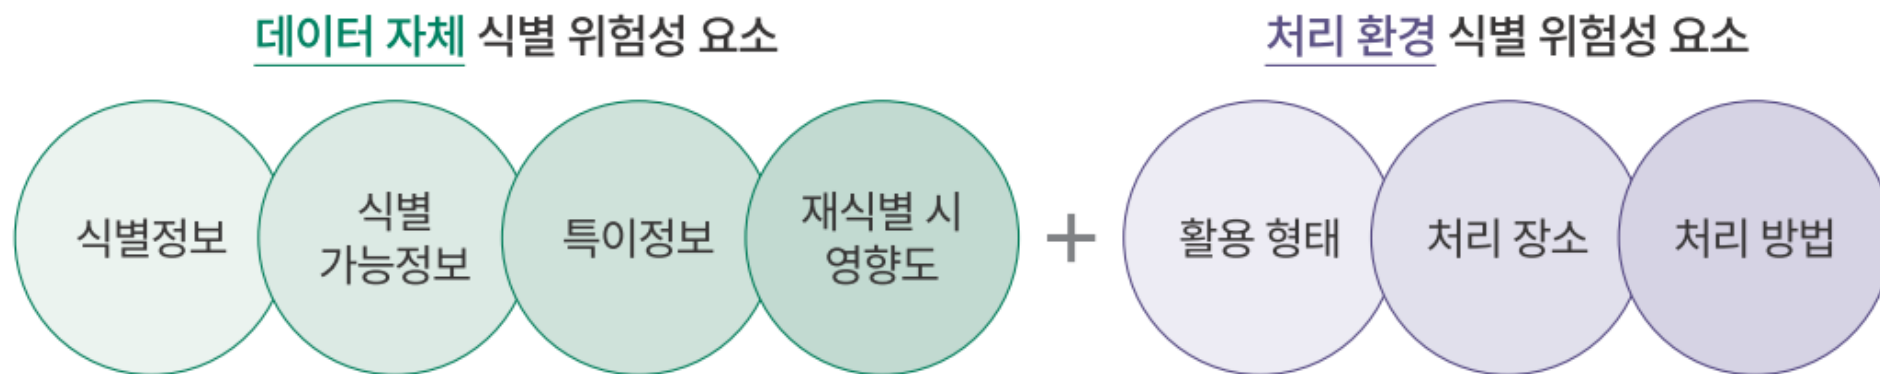 데이터 자체 식별 위험성 요소
식별정보
식별
가능정보
특이정보
재식별 시
영향도
+
처리 환경 식별 위험성 요소
활용 형태
처리 장소
처리 방법